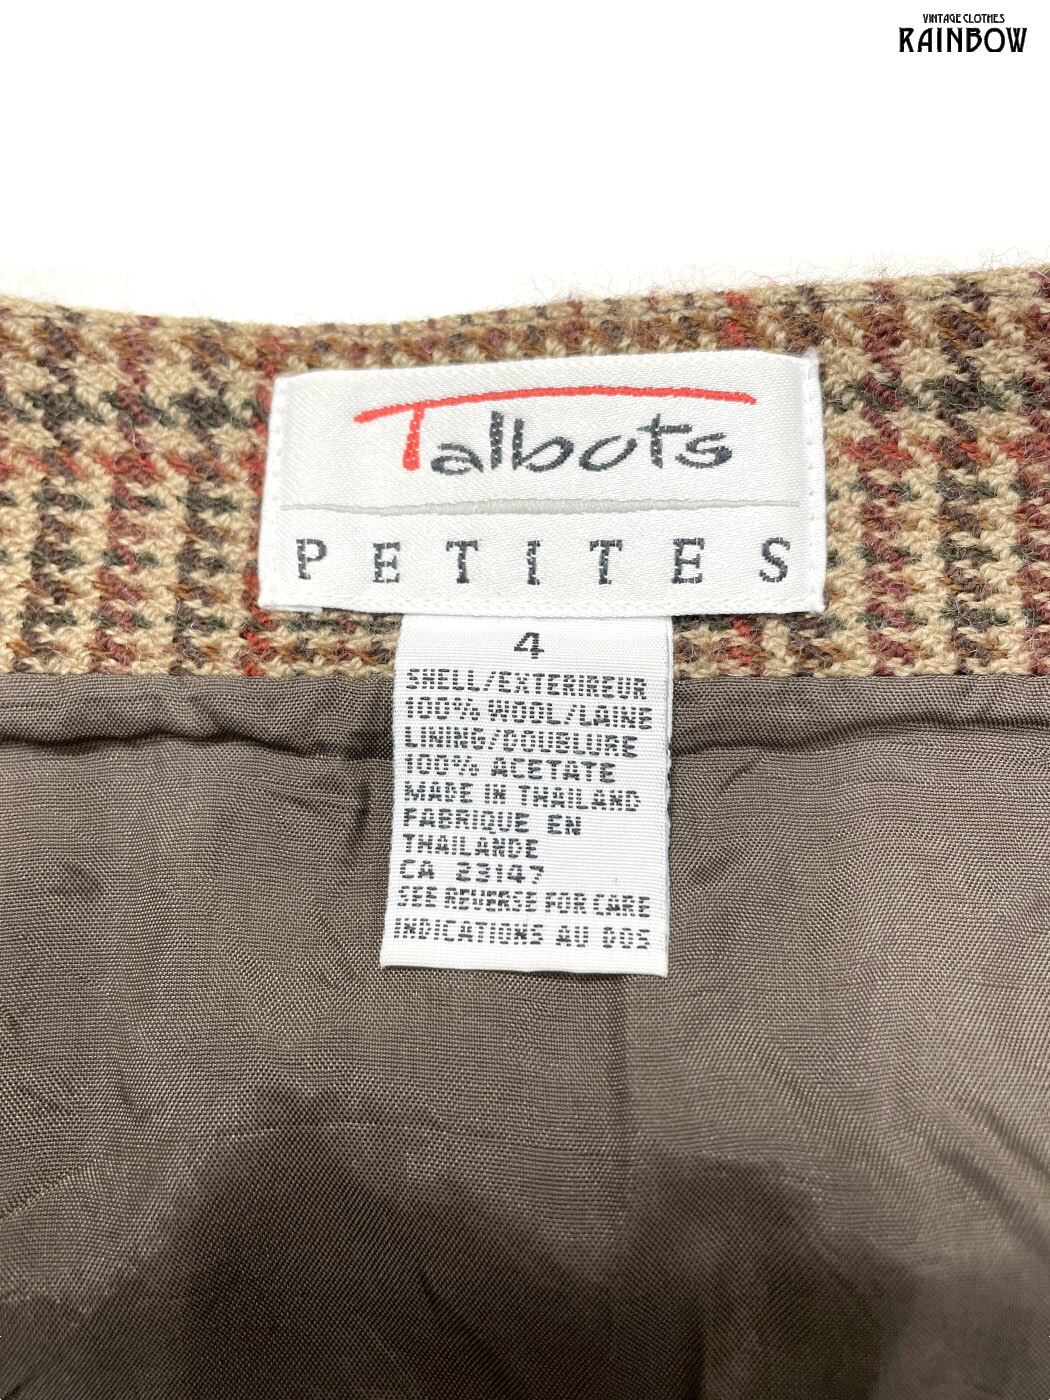 VINTAGE CLOTHES
RAINBOW
Talbots
PETITES
4
SHELL/EXTERIREUR
100% WOOL/LAINE
LINING/DOUBLURE
100% ACETATE
MADE IN THAILAND
FABRIQUE EN
THAILANDE
CA 23147
SEE REVERSE FOR CARE
INDICATIONS AU DOS